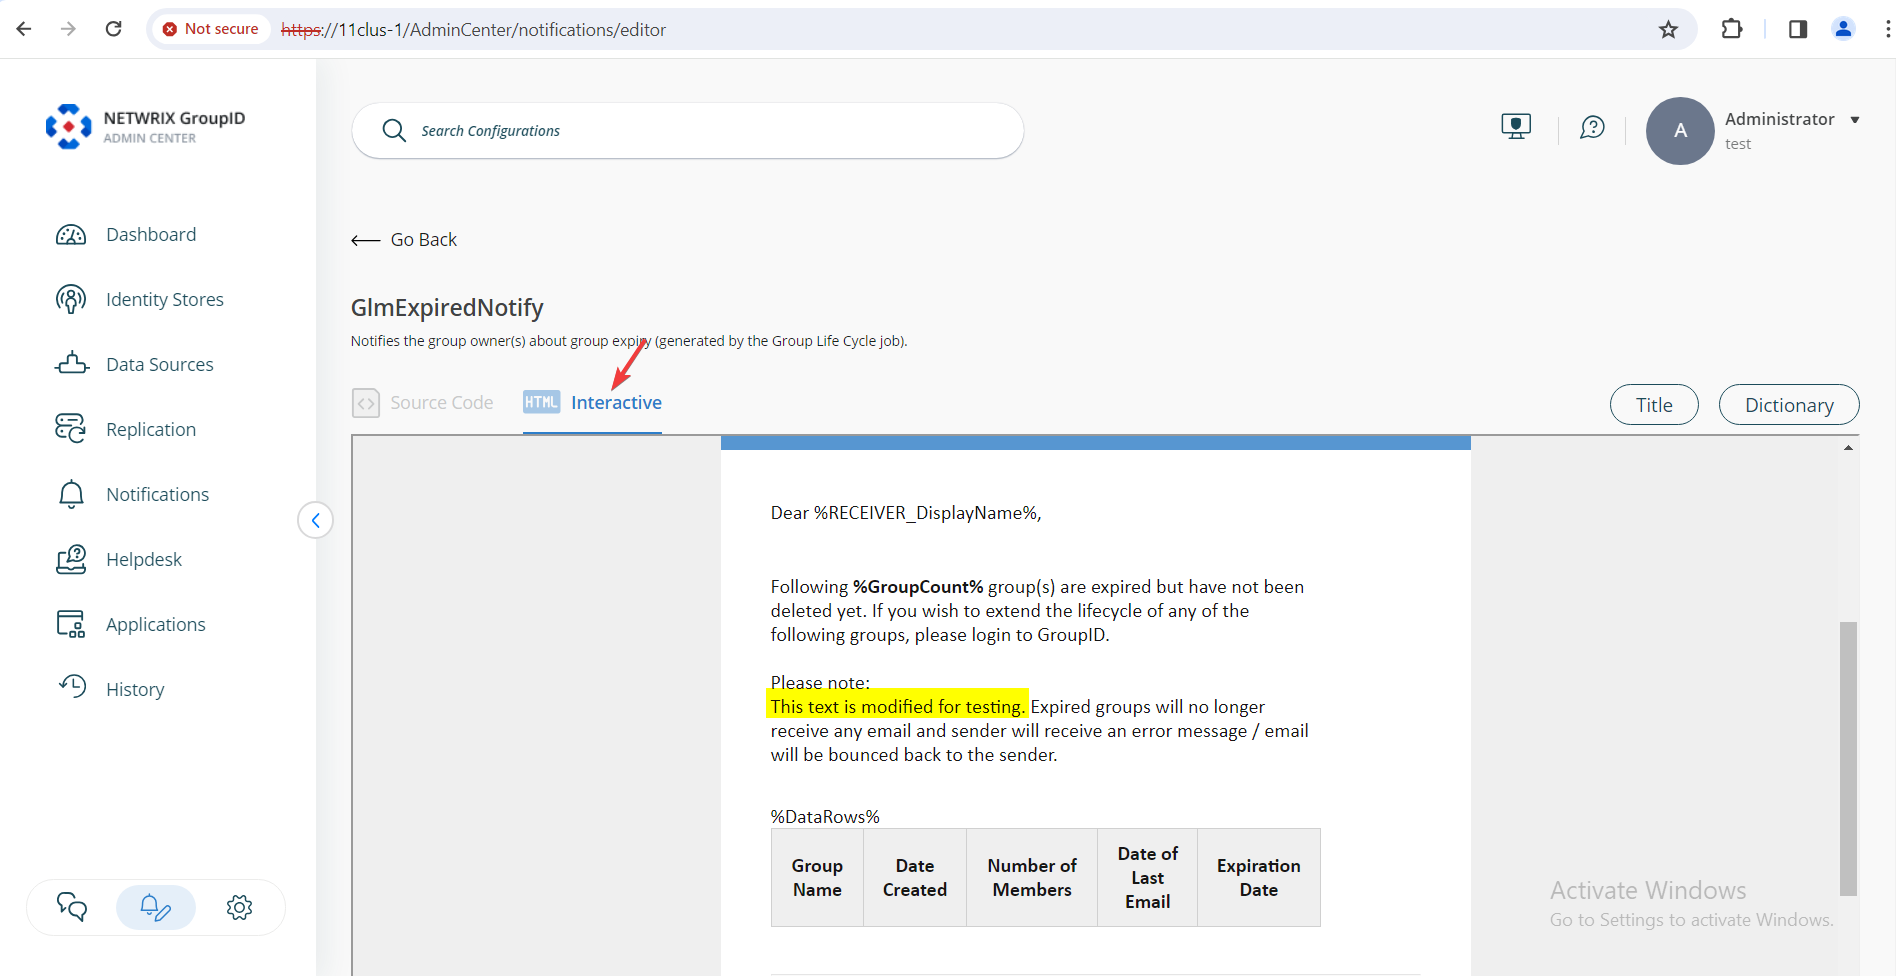 Not secure https://11clus-1/AdminCenter/notifications/editor
NETWRIX GroupID
ADMIN CENTER
Search Configurations
A
Administrator
test
Dashboard
Identity Stores
Data Sources
Replication
Notifications
Helpdesk
Applications
History
Go Back
GlmExpiredNotify
Notifies the group owner(s) about group expiry (generated by the Group Life Cycle job).
Source Code
HTML Interactive
Title
Dictionary
Dear %RECEIVER_DisplayName%,
Following %GroupCount% group(s) are expired but have not been
deleted yet. If you wish to extend the lifecycle of any of the
following groups, please login to GroupID.
Please note:
This text is modified for testing. Expired groups will no longer
receive any email and sender will receive an error message / email
will be bounced back to the sender.
%DataRows%
Group
Name
Date
Created
Number of
Members
Date of
Last
Email
Expiration
Date
Activate Windows
Go to Settings to activate Windows.